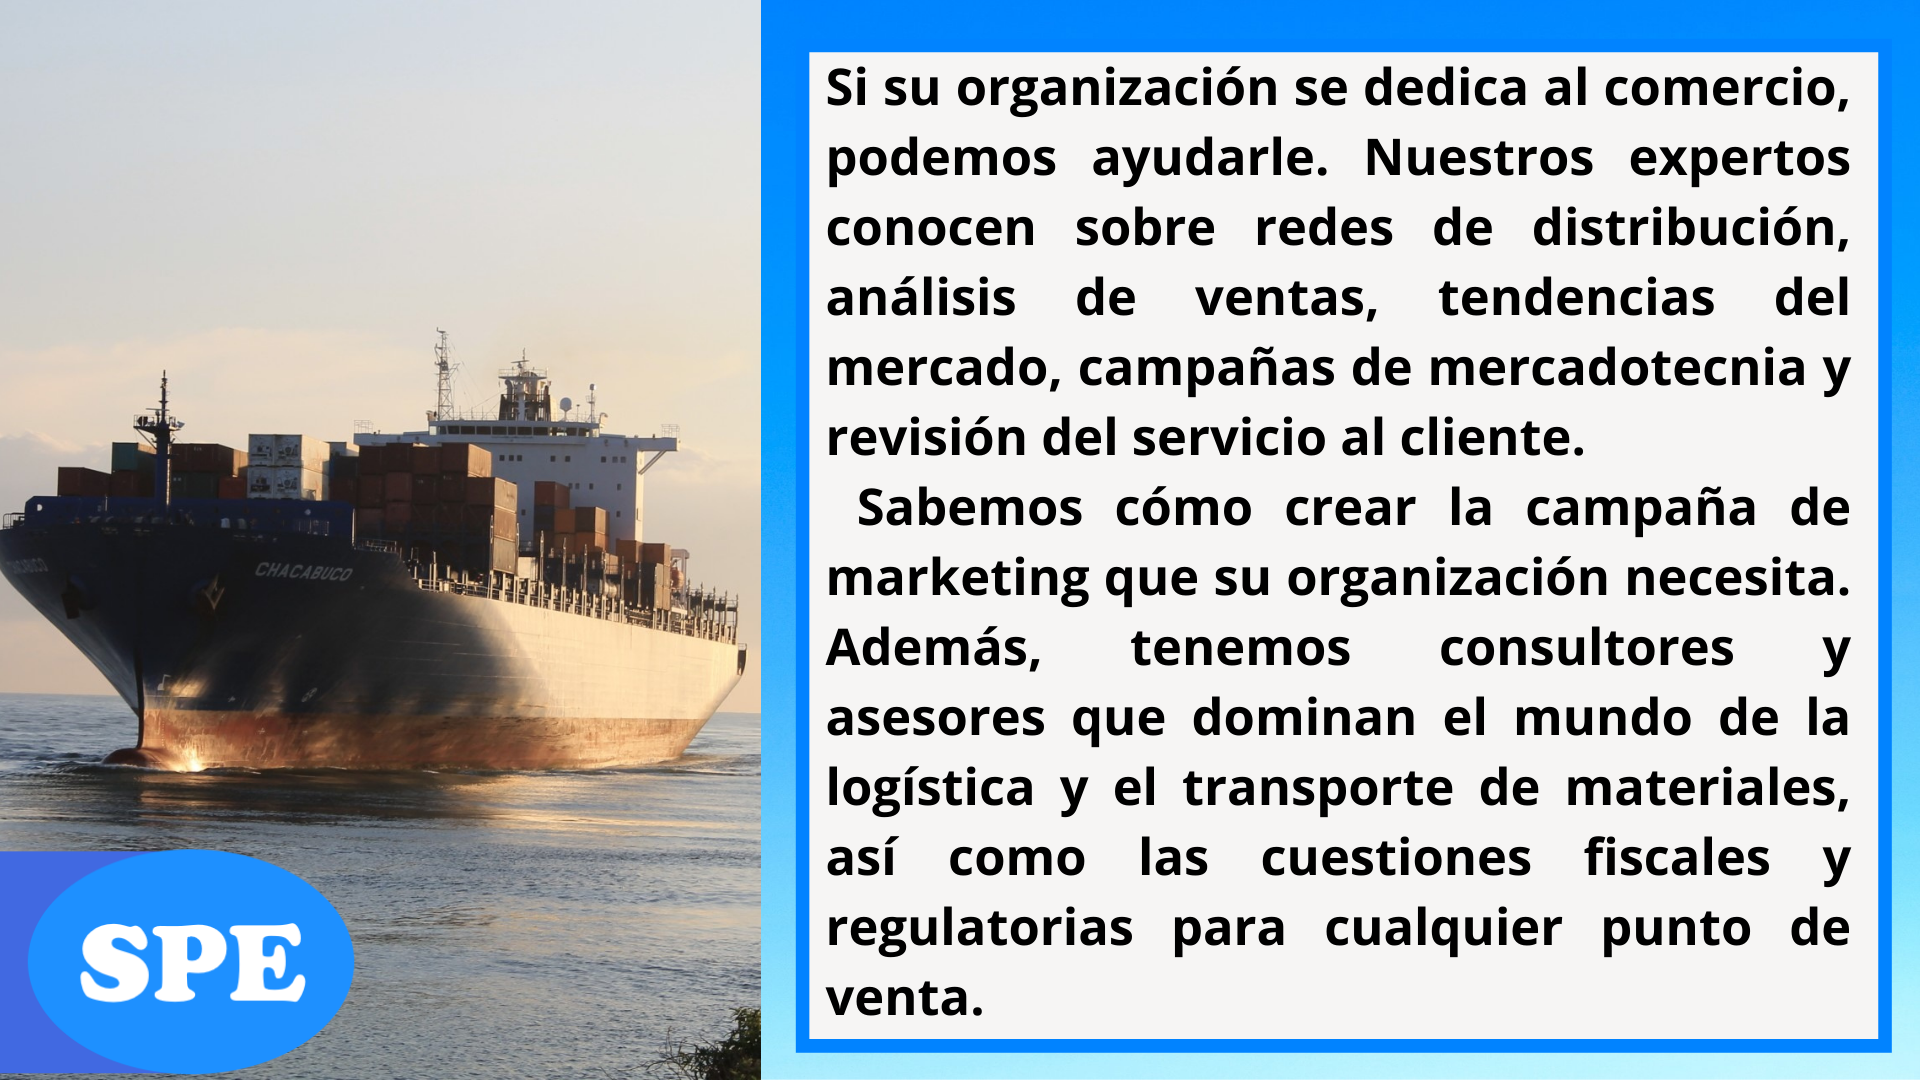 Si su organización se dedica al comercio,
podemos ayudarle. Nuestros expertos
conocen sobre redes de distribución,
análisis de ventas, tendencias del
mercado, campañas de mercadotecnia y
revisión del servicio al cliente.
Sabemos cómo crear la campaña de
marketing que su organización necesita.
Además, tenemos consultores y
asesores que dominan el mundo de la
logística y el transporte de materiales,
así como las cuestiones fiscales y
regulatorias para cualquier punto de
venta.
CHACABUCO
SPE